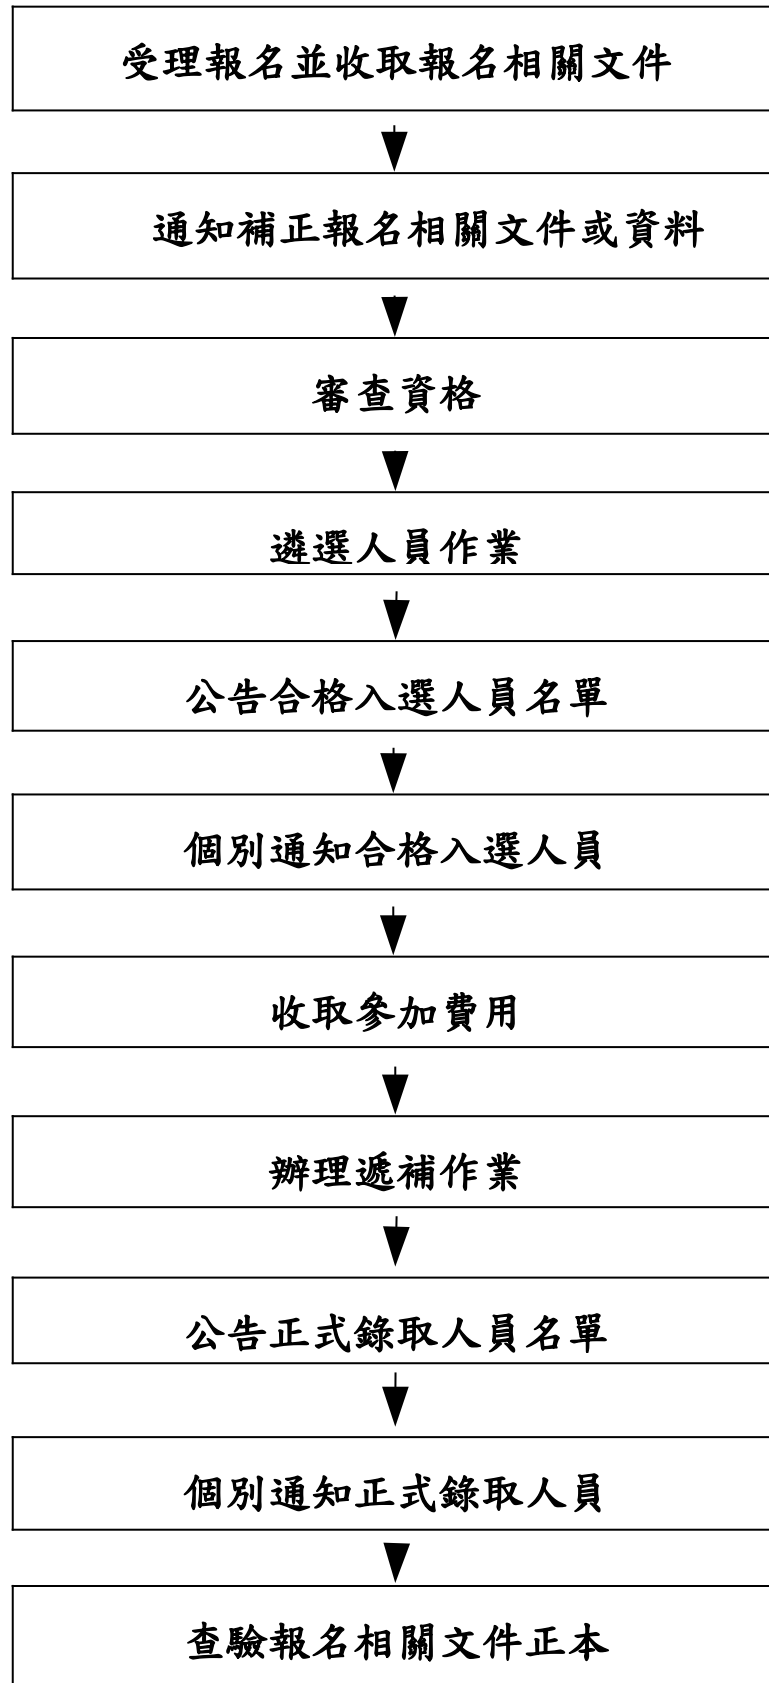 受理報名並收取報名相關文件
通知補正報名相關文件或資料
審查資格
遴選人員作業
公告合格入選人員名單
個別通知合格入選人員
收取參加費用
辦理遞補作業
公告正式錄取人員名單
個別通知正式錄取人員
查驗報名相關文件正本